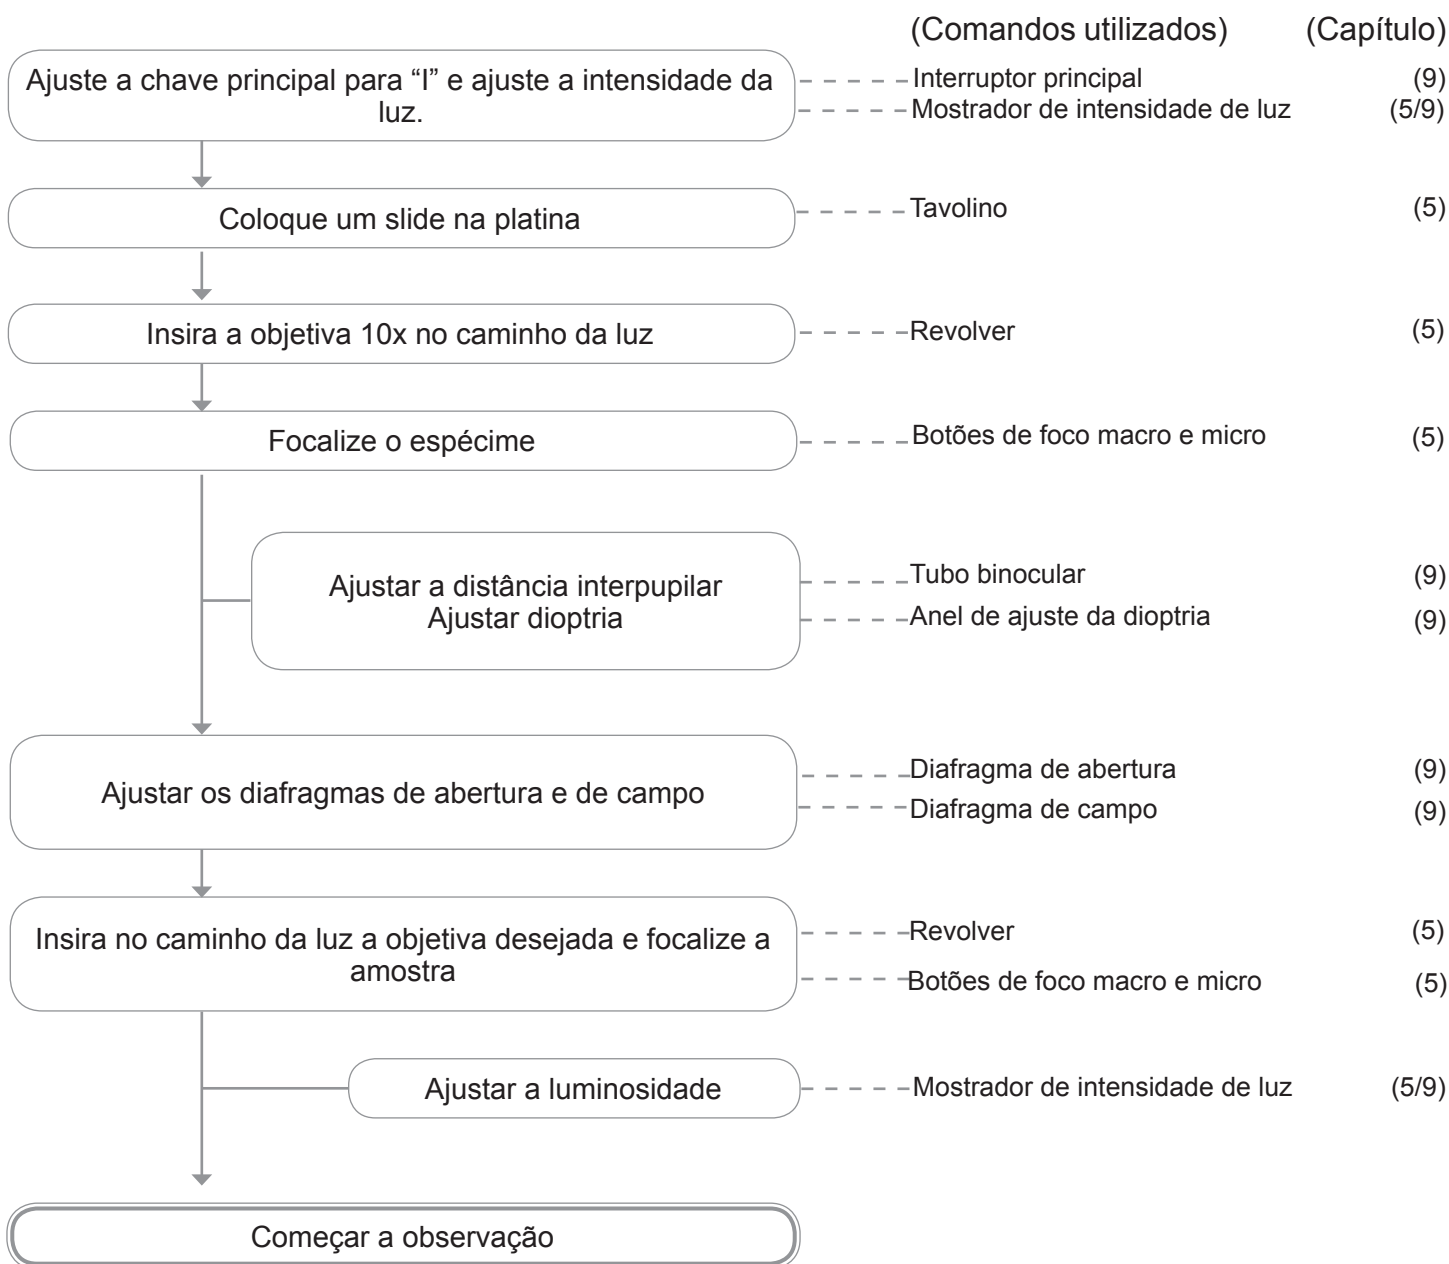 (Comandos utilizados) (Capítulo)
Ajuste a chave principal para “I” e ajuste a intensidade da
luz.
Interruptor principal (9)
Mostrador de intensidade de luz (5/9)
Coloque um slide na platina
Tavolino (5)
Insira a objetiva 10x no caminho da luz
Revolver (5)
Focalize o espécime
Botões de foco macro e micro (5)
Ajustar a distância interpupilar
Ajustar dioptria
Tubo binocular (9)
Anel de ajuste da dioptria (9)
Ajustar os diafragmas de abertura e de campo
Diafragma de abertura (9)
Diafragma de campo (9)
Insira no caminho da luz a objetiva desejada e focalize a
amostra
Revolver (5)
Botões de foco macro e micro (5)
Ajustar a luminosidade
Mostrador de intensidade de luz (5/9)
Começar a observação